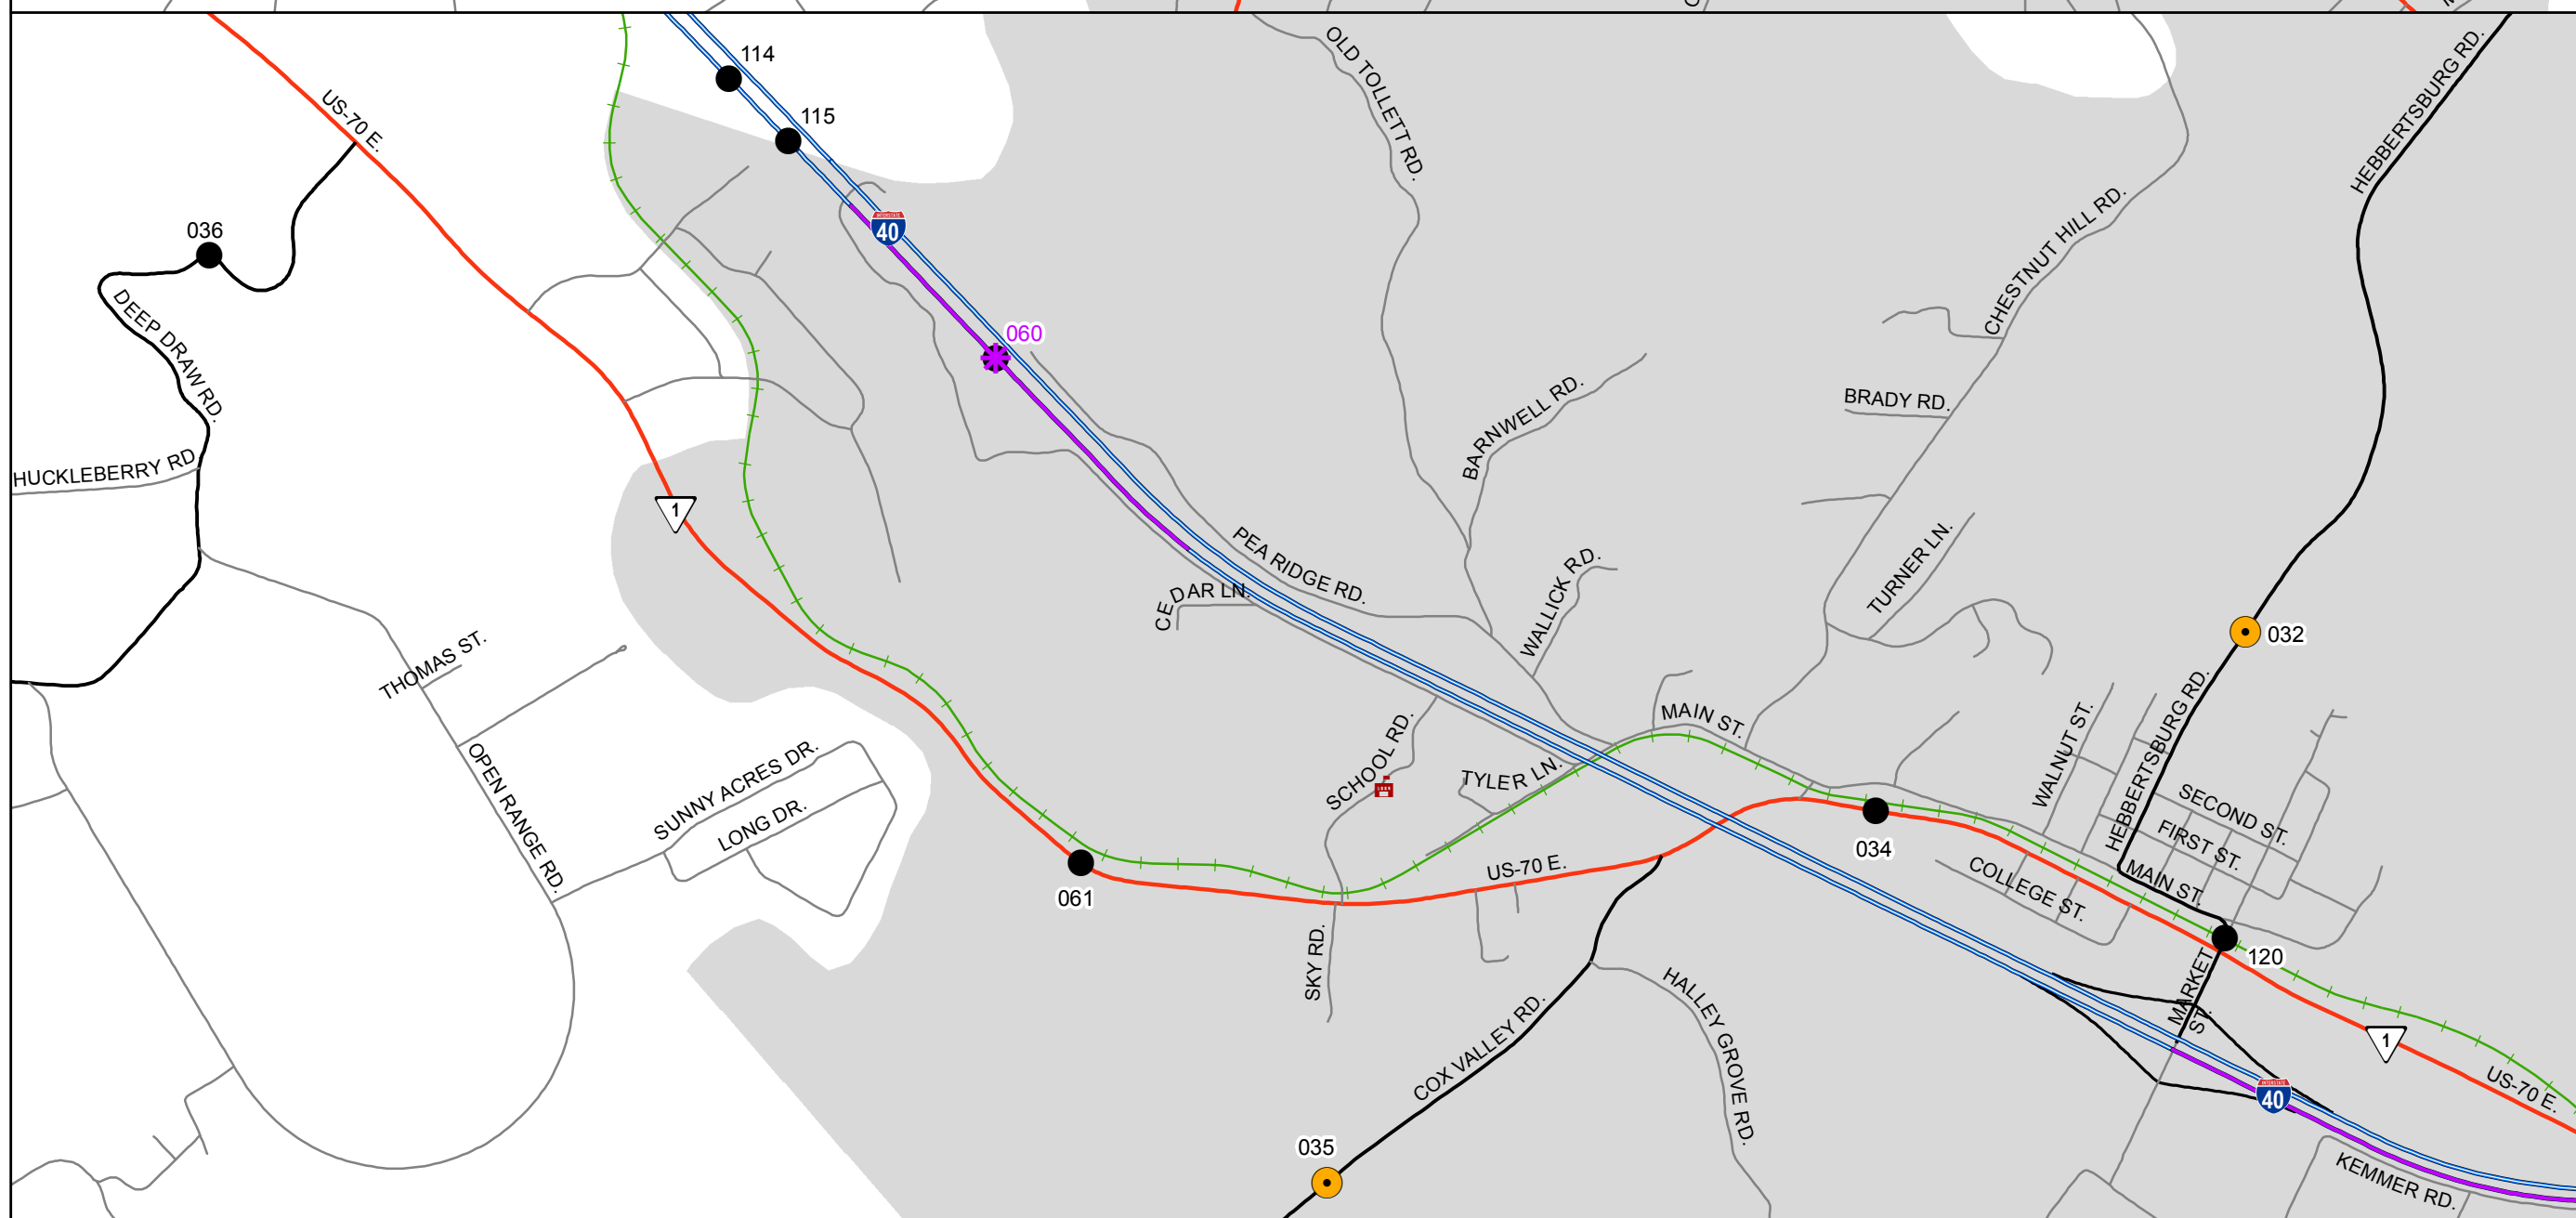 114
OLD TOLLETT RD.
HEBBERTSBURG RD.
US-70 E.
115
036
INTERSTATE
40
CHESTNUT HILL RD.
060
DEEP DRAW RD.
BARNWELL RD.
BRADY RD.
HUCKLEBERRY RD.
1
PEA RIDGE RD.
TURNER LN.
CEDAR LN.
WALLICK RD.
032
THOMAS ST.
HEBBERTSBURG RD.
MAIN ST.
WALNUT ST.
SCHOOL RD.
TYLER LN.
OPEN RANGE RD.
SUNNY ACRES DR.
LONG DR.
SECOND ST.
FIRST ST.
034
US-70 E.
COLLEGE ST.
MAIN ST.
061
SKY RD.
120
MARKET
ST.
HALLEY GROVE RD.
COX VALLEY RD.
1
US-70 E.
INTERSTATE
40
035
KEMMER RD.